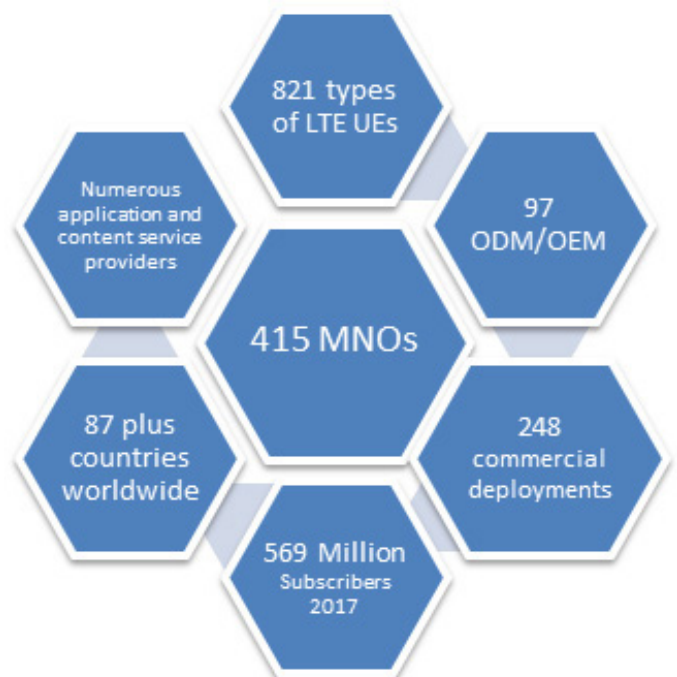 821 types
of LTE UEs
97
ODM/OEM
248
commercial
deployments
569 Million
Subscribers
2017
87 plus
countries
worldwide
Numerous
application and
content service
providers
415 MNOs